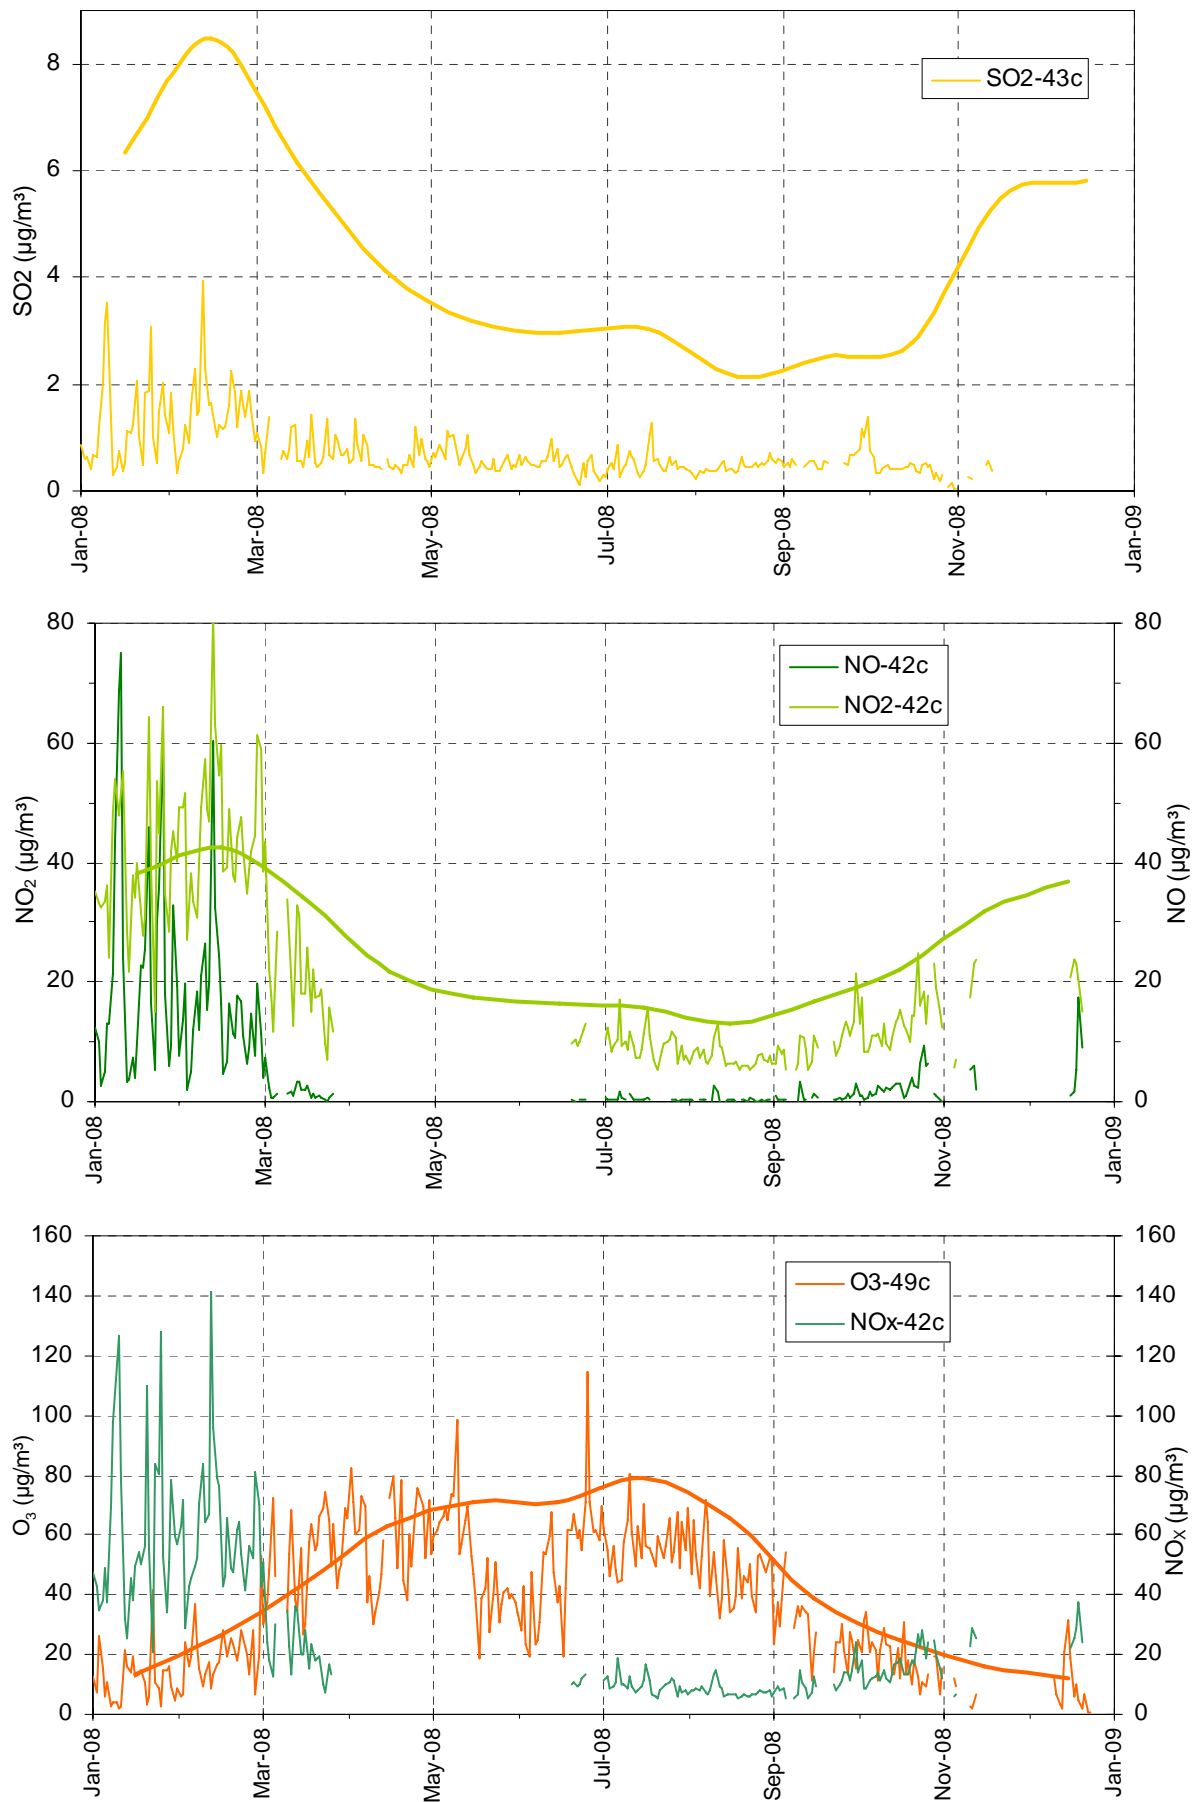 8
6
4
2
0
SO2 (µg/m³)
SO2-43c
Jan-08
Mar-08
May-08
Jul-08
Sep-08
Nov-08
Jan-09
80
60
40
20
0
NO₂ (µg/m³)
80
60
40
20
0
NO (µg/m³)
NO-42c
NO2-42c
Jan-08
Mar-08
May-08
Jul-08
Sep-08
Nov-08
Jan-09
160
140
120
100
80
60
40
20
0
O₃ (µg/m³)
160
140
120
100
80
60
40
20
0
NOX (µg/m³)
O3-49c
NOx-42c
Jan-08
Mar-08
May-08
Jul-08
Sep-08
Nov-08
Jan-09